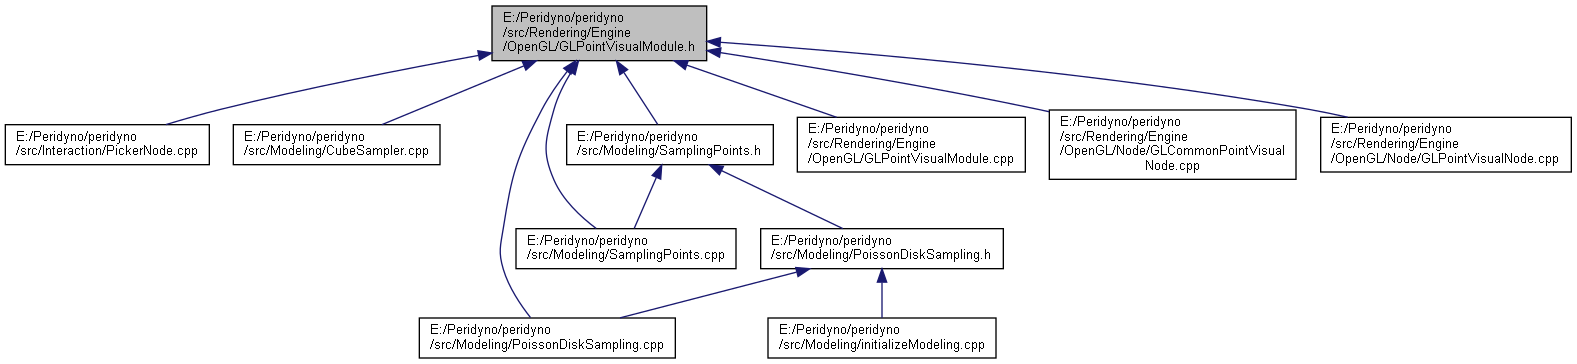 E:/Peridyno/peridyno
/src/Rendering/Engine
/OpenGL/GLPointVisualModule.h
E:/Peridyno/peridyno
/src/Interaction/PickerNode.cpp
E:/Peridyno/peridyno
/src/Modeling/CubeSampler.cpp
E:/Peridyno/peridyno
/src/Modeling/SamplingPoints.h
E:/Peridyno/peridyno
/src/Rendering/Engine
/OpenGL/GLPointVisualModule.cpp
E:/Peridyno/peridyno
/src/Rendering/Engine
/OpenGL/Node/GLCommonPointVisual
Node.cpp
E:/Peridyno/peridyno
/src/Rendering/Engine
/OpenGL/Node/GLPointVisualNode.cpp
E:/Peridyno/peridyno
/src/Modeling/SamplingPoints.cpp
E:/Peridyno/peridyno
/src/Modeling/PoissonDiskSampling.h
E:/Peridyno/peridyno
/src/Modeling/PoissonDiskSampling.cpp
E:/Peridyno/peridyno
/src/Modeling/initializeModeling.cpp